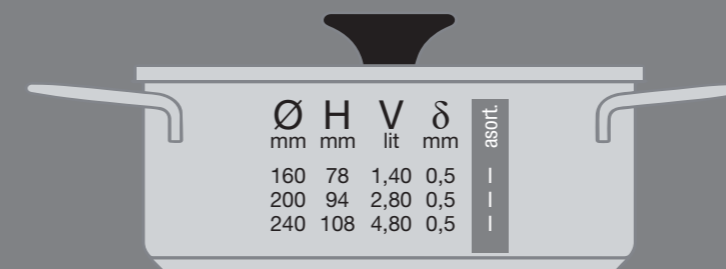 Ø H V δ
mm mm lit mm asort.
160 78 1,40 0,5 I
200 94 2,80 0,5 I
240 108 4,80 0,5 I